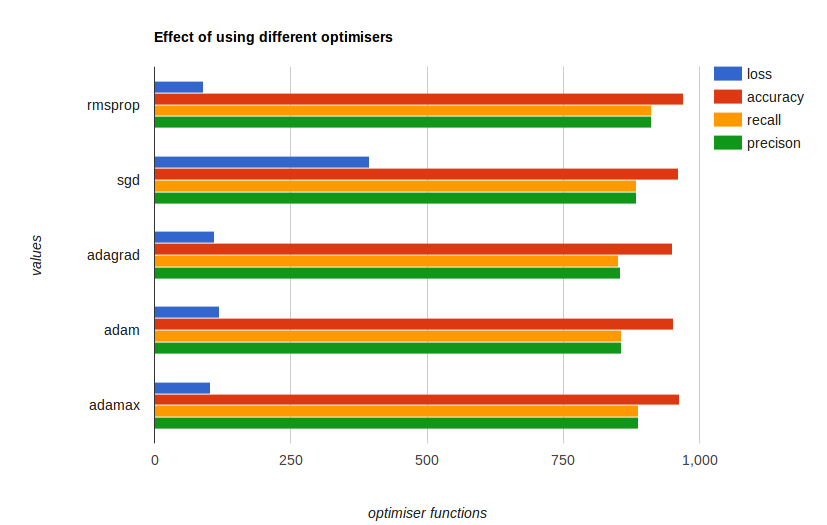 Effect of using different optimisers
loss
accuracy
recall
precison
rmsprop
sgd
adagrad
adam
adamax
values
0 250 500 750 1,000
optimiser functions